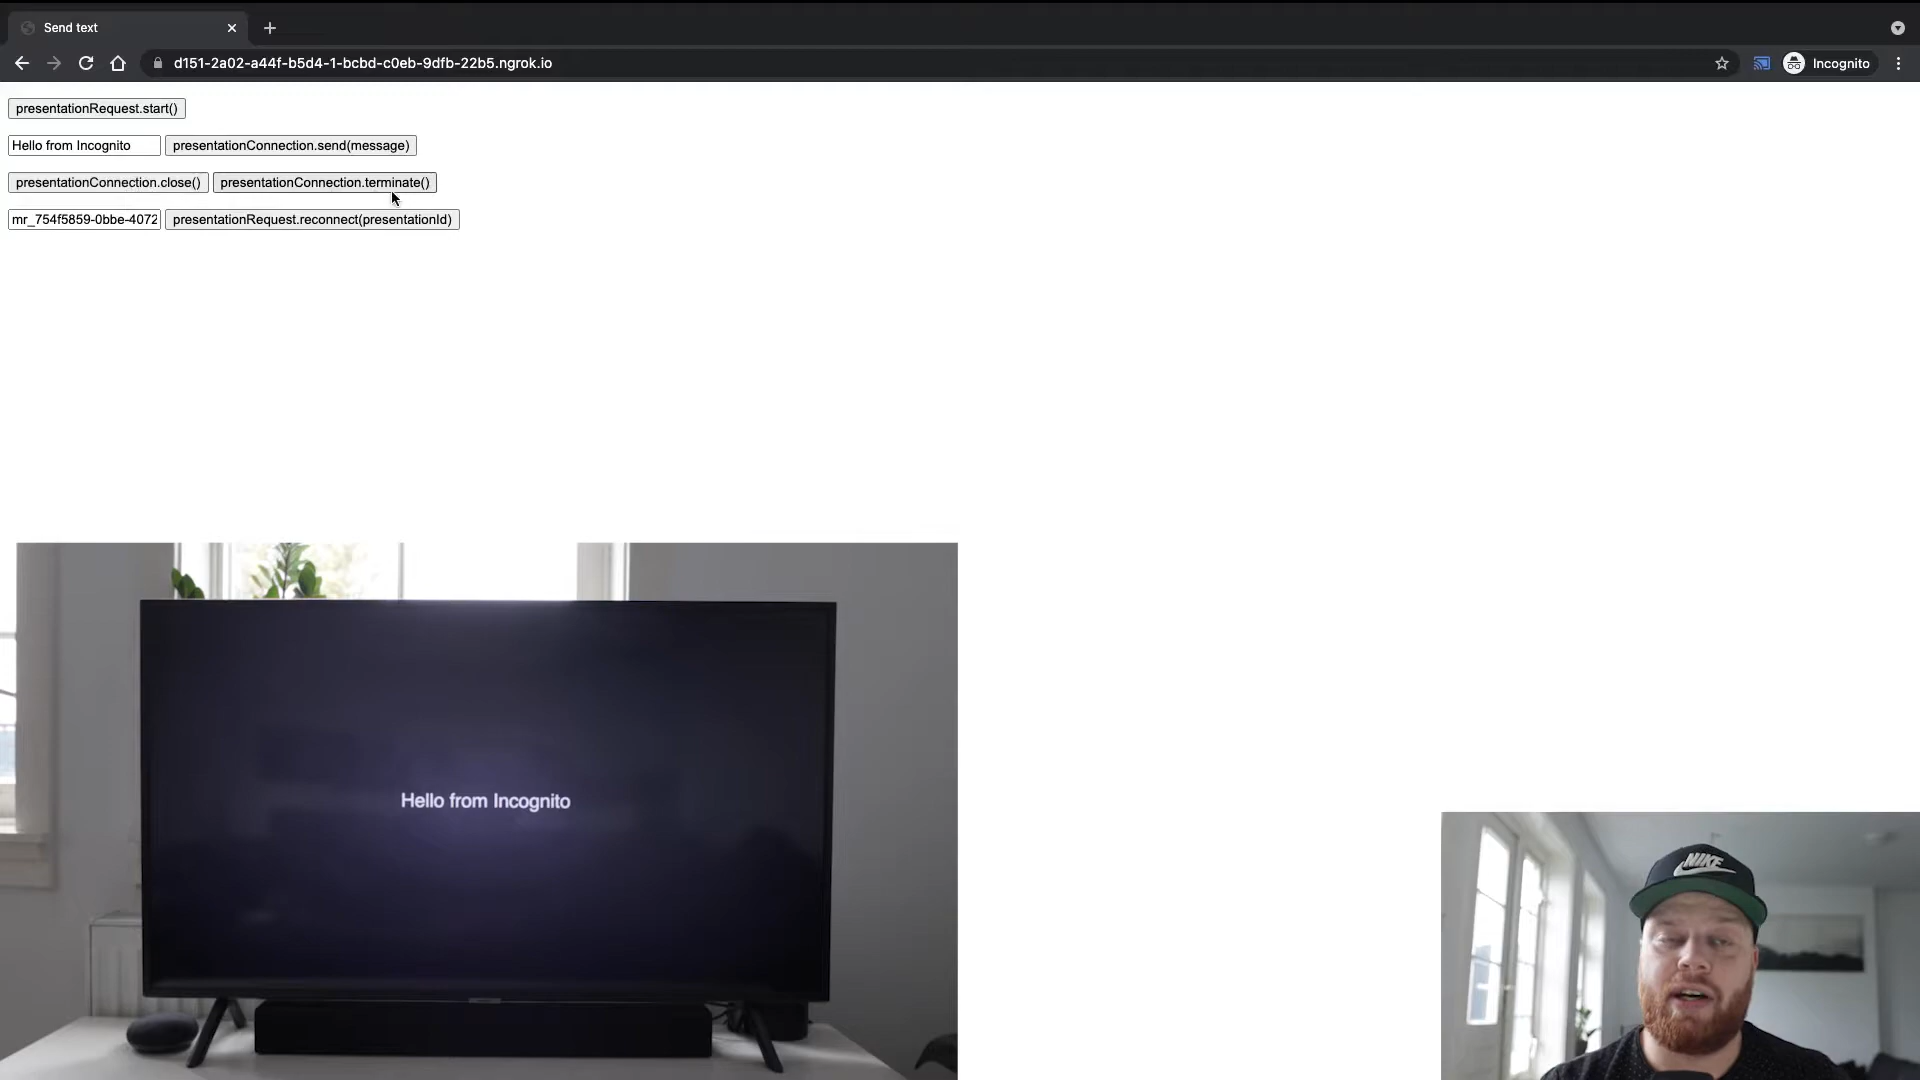 Send text
d151-2a02-a44f-b5d4-1-bcbd-c0eb-9dfb-22b5.ngrok.io
Incognito
presentationRequest.start()
Hello from Incognito presentationConnection.send(message)
presentationConnection.close() presentationConnection.terminate()
mr_754f5859-0bbe-4072 presentationRequest.reconnect(presentationId)
Hello from Incognito
NIKE